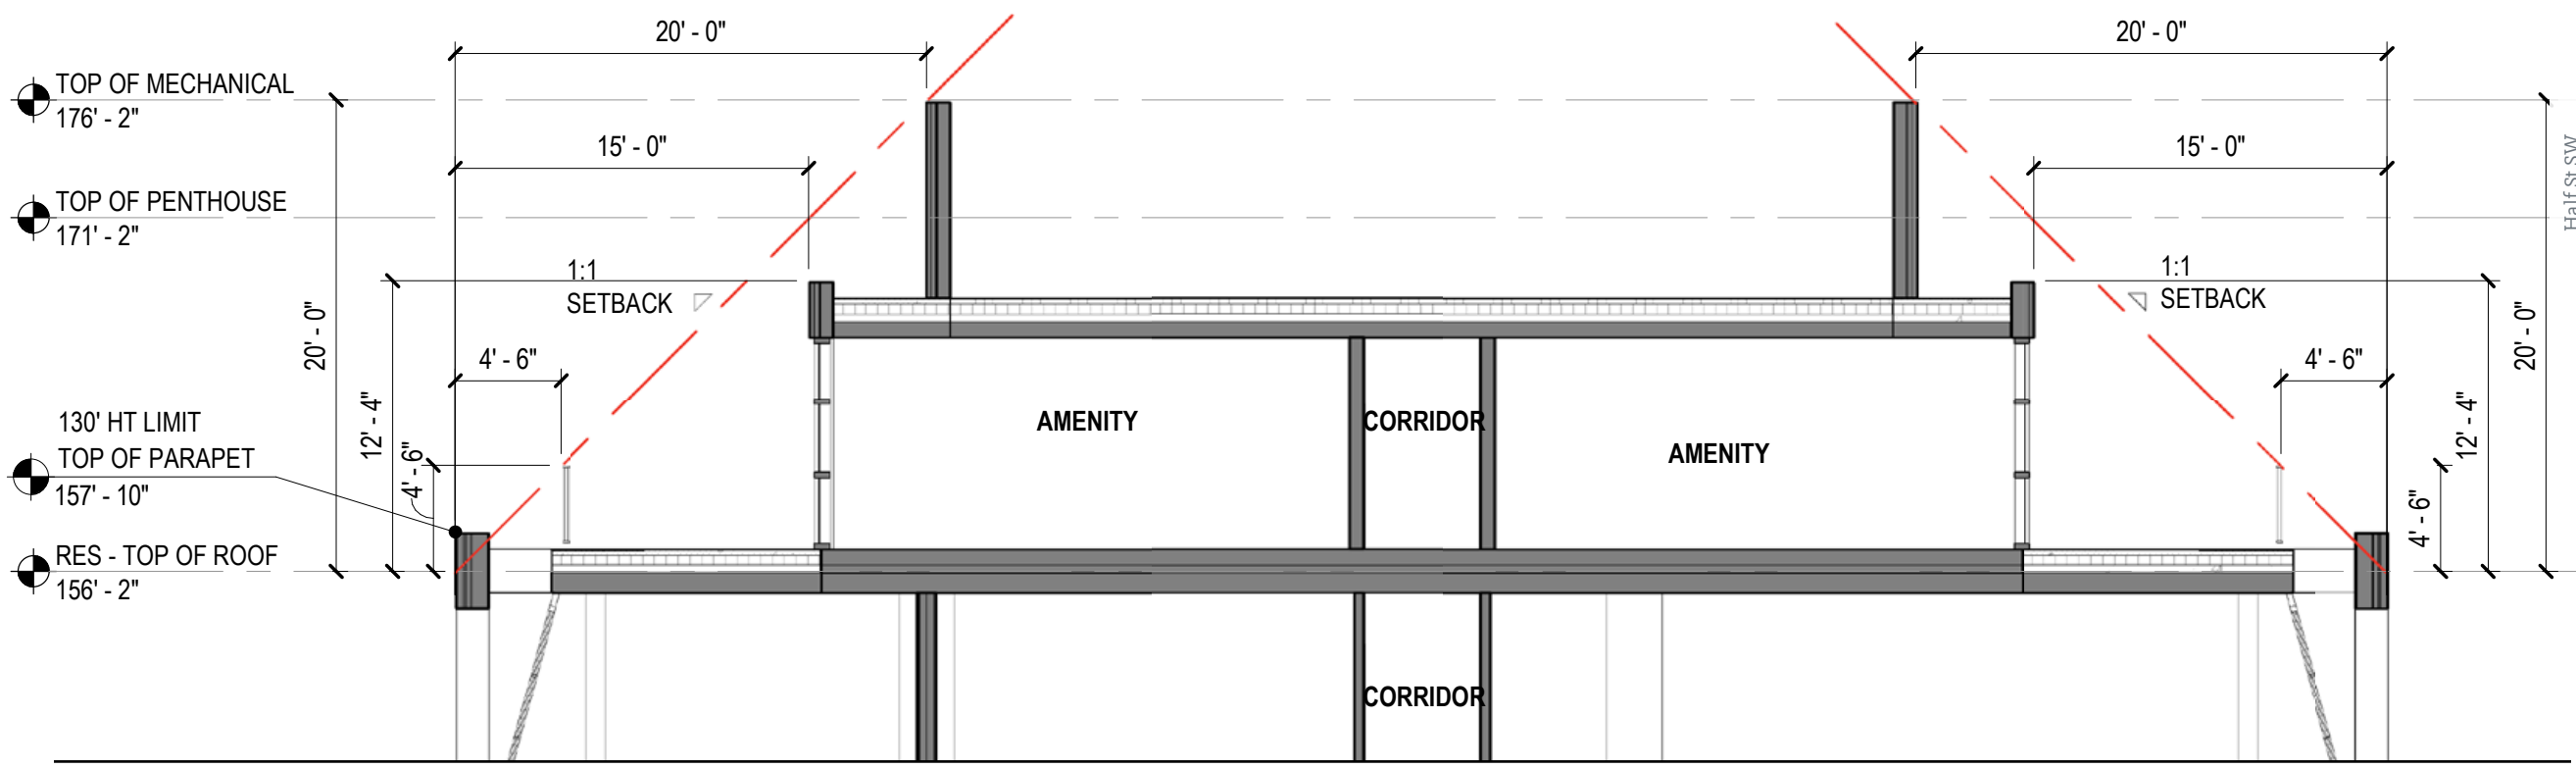 20' - 0"
20' - 0"
TOP OF MECHANICAL
176' - 2"
15' - 0"
15' - 0"
Half St SW
TOP OF PENTHOUSE
171' - 2"
1:1
SETBACK
1:1
SETBACK
20' - 0"
20' - 0"
4' - 6"
4' - 6"
12' - 4"
12' - 4"
130' HT LIMIT
TOP OF PARAPET
157' - 10"
AMENITY
CORRIDOR
AMENITY
4' - 6"
4' - 6"
RES - TOP OF ROOF
156' - 2"
CORRIDOR